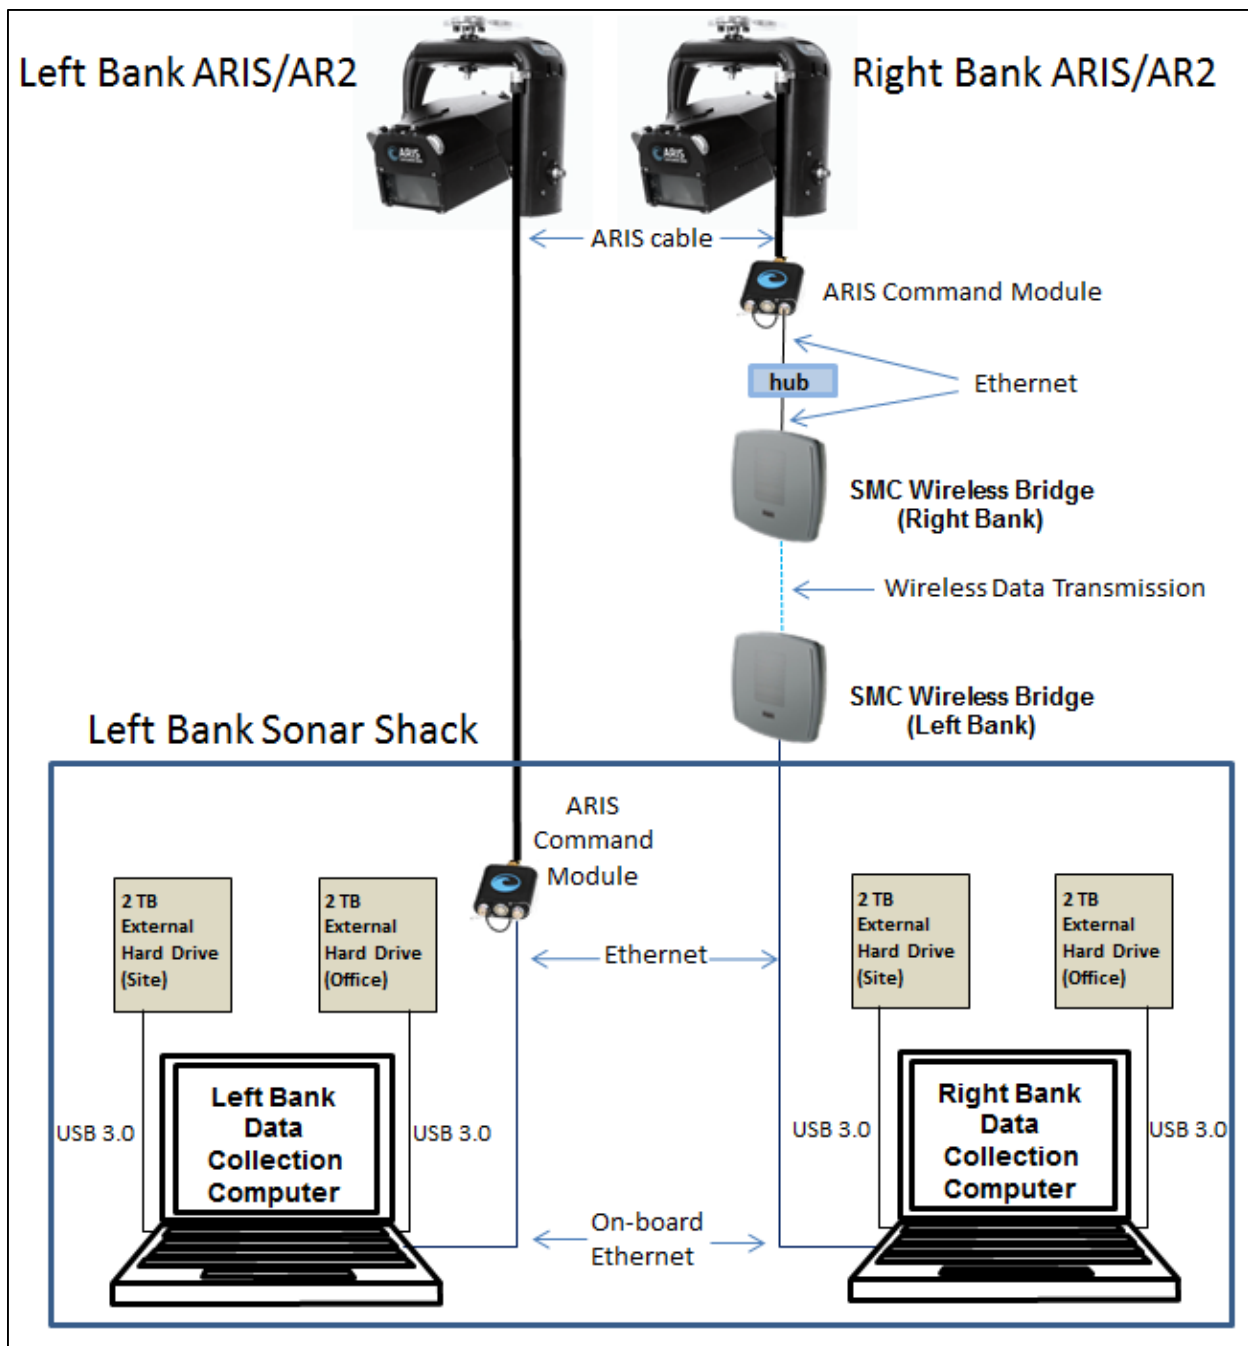 Left Bank ARIS/AR2
Right Bank ARIS/AR2
ARIS
ARIS
ARIS cable
ARIS Command Module
hub
Ethernet
SMC Wireless Bridge
(Right Bank)
Wireless Data Transmission
SMC Wireless Bridge
(Left Bank)
Left Bank Sonar Shack
ARIS
Command
Module
2 TB
External
Hard Drive
(Site)
2 TB
External
Hard Drive
(Office)
2 TB
External
Hard Drive
(Site)
2 TB
External
Hard Drive
(Office)
Ethernet
Left Bank
Data
Collection
Computer
Right Bank
Data
Collection
Computer
USB 3.0
USB 3.0
USB 3.0
USB 3.0
On-board
Ethernet